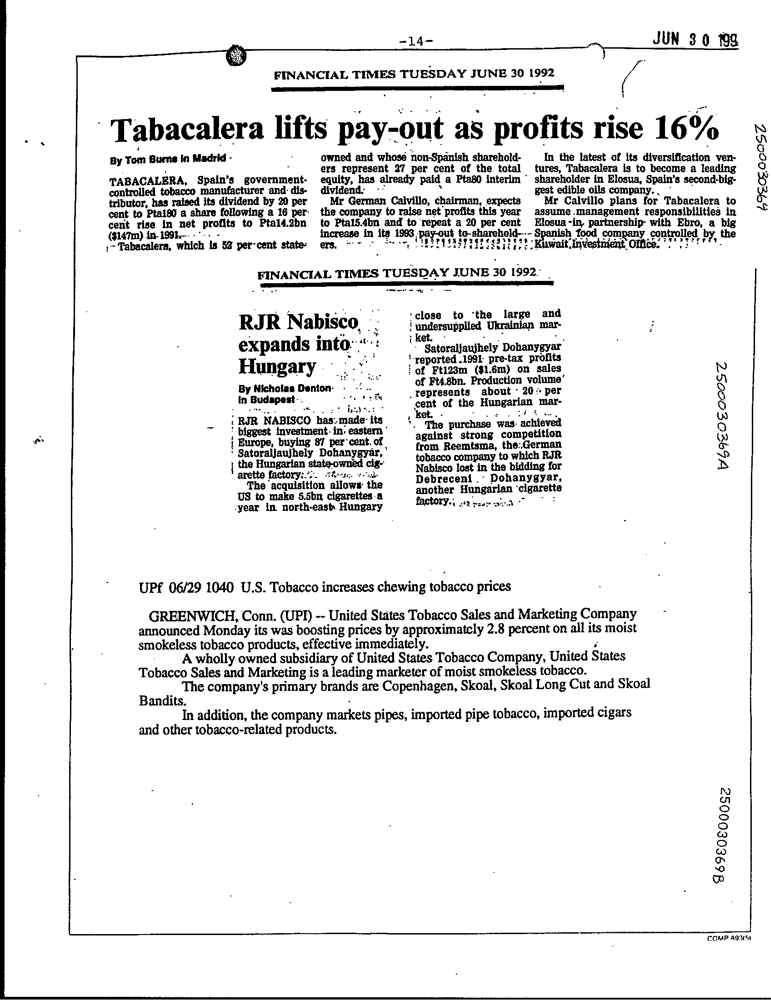 -14-
JUN 30 199
FINANCIAL TIMES TUESDAY JUNE 30 1992
Tabacalera lifts pay-out as profits rise 16%
By Tom Burns in Madrid
TABACALERA, Spain's government-
controlled tobacco manufacturer and dis-
tributor, has raised its dividend by 20 per
cent to Pta180 a share following a 16 per
cent rise in net profits to Pta14.2bn
($147m) in 1991.
Tabacalera, which is 52 per cent state
owned and whose non-Spanish sharehold-
ers represent 27 per cent of the total
equity, has already paid a Pta80 interim
dividend.
Mr German Calvillo, chairman, expects
the company to raise net profits this year
to Pta15.4bn and to repeat a 20 per cent
increase in its 1993 pay-out to sharehold-
ers.
In the latest of its diversification ven-
tures, Tabacalera is to become a leading
shareholder in Elosua, Spain's second-big-
gest edible oils company.
Mr Calvillo plans for Tabacalera to
assume management responsibilities in
Elosua in partnership with Ebro, a big
Spanish food company controlled by the
Kuwait Investment Office.
2500030369
FINANCIAL TIMES TUESDAY JUNE 30 1992
RJR Nabisco
expands into
Hungary
By Nicholas Denton
in Budapest
RJR NABISCO has made its
biggest investment in eastern
Europe, buying 87 per cent of
Satoraljaujhely Dohanygyár,
the Hungarian state-owned cig-
arette factory.
The acquisition allows the
US to make 5.5bn cigarettes a
year in north-east Hungary
close to the large and
undersupplied Ukrainian mar-
ket.
Satoraljaujhely Dohanygyar
reported 1991 pre-tax profits
of Ft123m ($1.6m) on sales
of Ft4.8bn. Production volume
represents about 20 per
cent of the Hungarian mar-
ket.
The purchase was achieved
against strong competition
from Reemtsma, the German
tobacco company to which RJR
Nabisco lost in the bidding for
Debreceni Dohanygyar,
another Hungarian cigarette
factory.
2500030369A
UPf 06/29 1040 U.S. Tobacco increases chewing tobacco prices
GREENWICH, Conn. (UPI) -- United States Tobacco Sales and Marketing Company
announced Monday its was boosting prices by approximately 2.8 percent on all its moist
smokeless tobacco products, effective immediately.
A wholly owned subsidiary of United States Tobacco Company, United States
Tobacco Sales and Marketing is a leading marketer of moist smokeless tobacco.
The company's primary brands are Copenhagen, Skoal, Skoal Long Cut and Skoal
Bandits.
In addition, the company markets pipes, imported pipe tobacco, imported cigars
and other tobacco-related products.
2500030369B